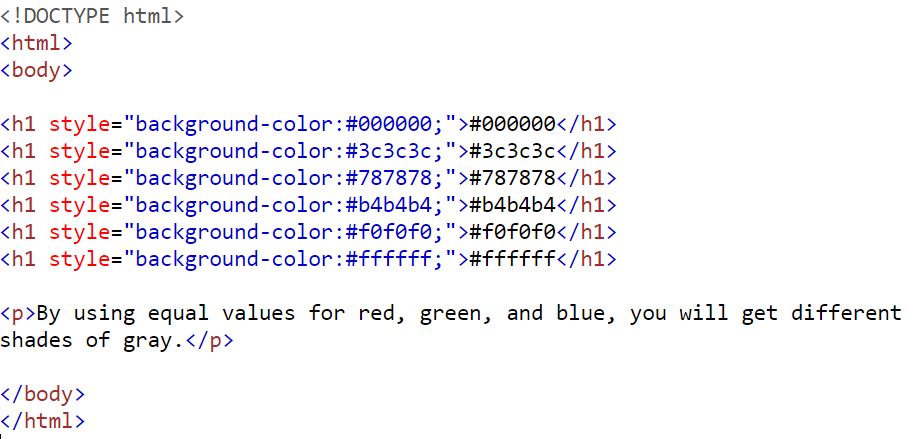 <!DOCTYPE html>
<html>
<body>
<h1 style="background-color:#000000;">#000000</h1>
<h1 style="background-color:#3c3c3c;">#3c3c3c</h1>
<h1 style="background-color:#787878;">#787878</h1>
<h1 style="background-color:#b4b4b4;">#b4b4b4</h1>
<h1 style="background-color:#f0f0f0;">#f0f0f0</h1>
<h1 style="background-color:#ffffff;">#ffffff</h1>
<p>By using equal values for red, green, and blue, you will get different
shades of gray.</p>
</body>
</html>